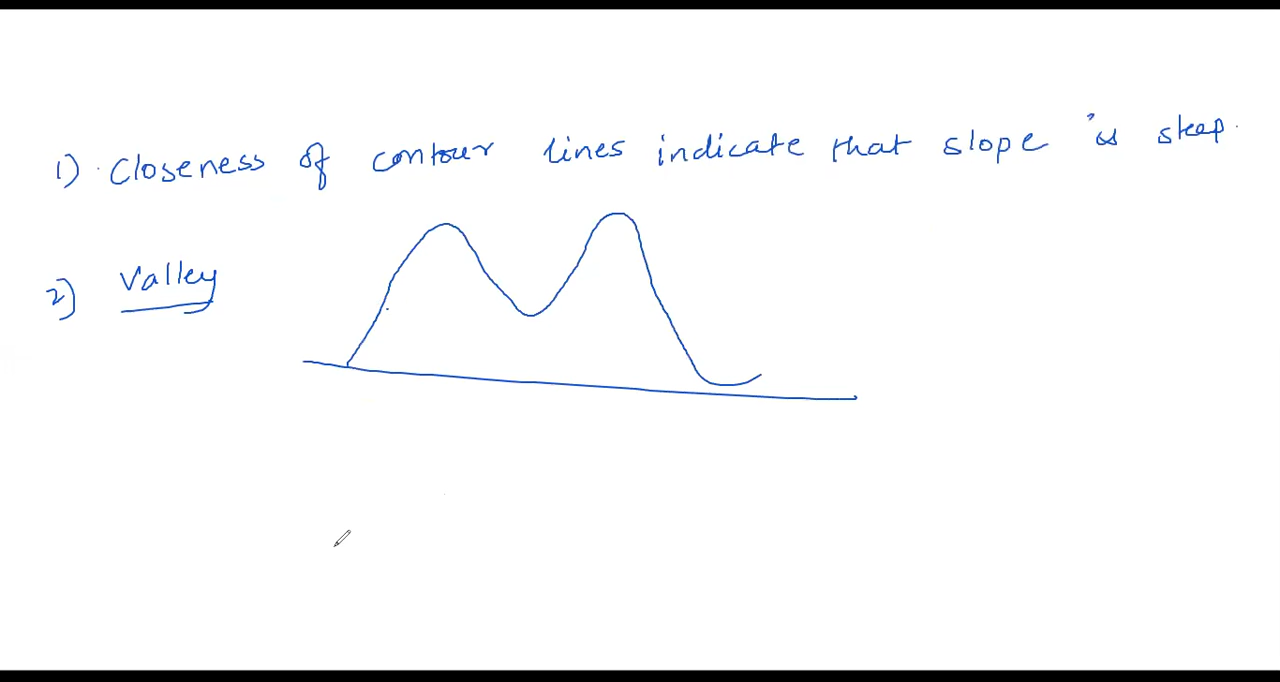 1) Closeness of contour lines indicate that slope is steep.
2) Valley